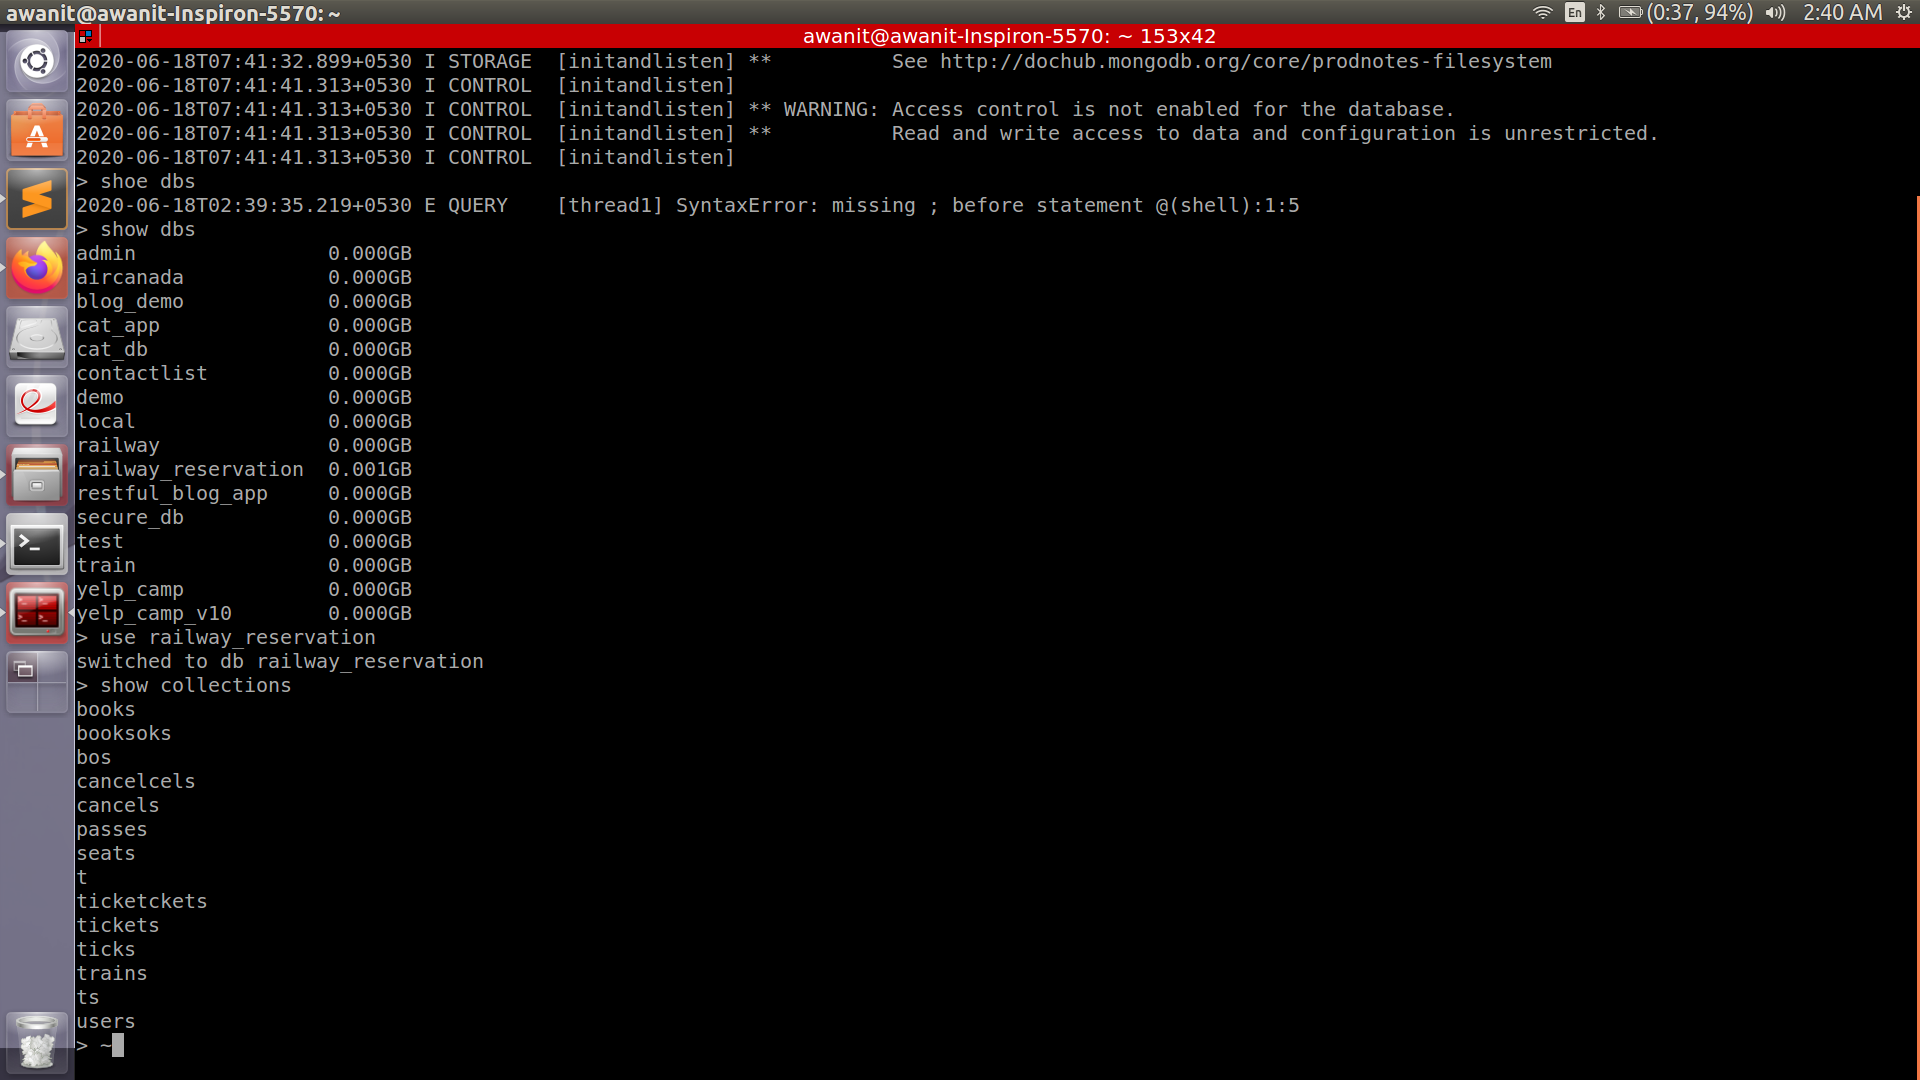 awanit@awanit-Inspiron-5570: ~
En
(0:37, 94%)
2:40 AM
awanit@awanit-Inspiron-5570: ~ 153x42
2020-06-18T07:41:32.899+0530 I STORAGE  [initandlisten] **          See http://dochub.mongodb.org/core/prodnotes-filesystem
2020-06-18T07:41:41.313+0530 I CONTROL  [initandlisten]
2020-06-18T07:41:41.313+0530 I CONTROL  [initandlisten] ** WARNING: Access control is not enabled for the database.
2020-06-18T07:41:41.313+0530 I CONTROL  [initandlisten] **          Read and write access to data and configuration is unrestricted.
2020-06-18T07:41:41.313+0530 I CONTROL  [initandlisten]
> shoe dbs
2020-06-18T02:39:35.219+0530 E QUERY    [thread1] SyntaxError: missing ; before statement @(shell):1:5
> show dbs
admin                0.000GB
aircanada            0.000GB
blog_demo            0.000GB
cat_app              0.000GB
cat_db               0.000GB
contactlist          0.000GB
demo                 0.000GB
local                0.000GB
railway              0.000GB
railway_reservation  0.001GB
restful_blog_app     0.000GB
secure_db            0.000GB
test                 0.000GB
train                0.000GB
yelp_camp            0.000GB
yelp_camp_v10        0.000GB
> use railway_reservation
switched to db railway_reservation
> show collections
books
booksoks
bos
cancelcels
cancels
passes
seats
t
ticketckets
tickets
ticks
trains
ts
users
> ~